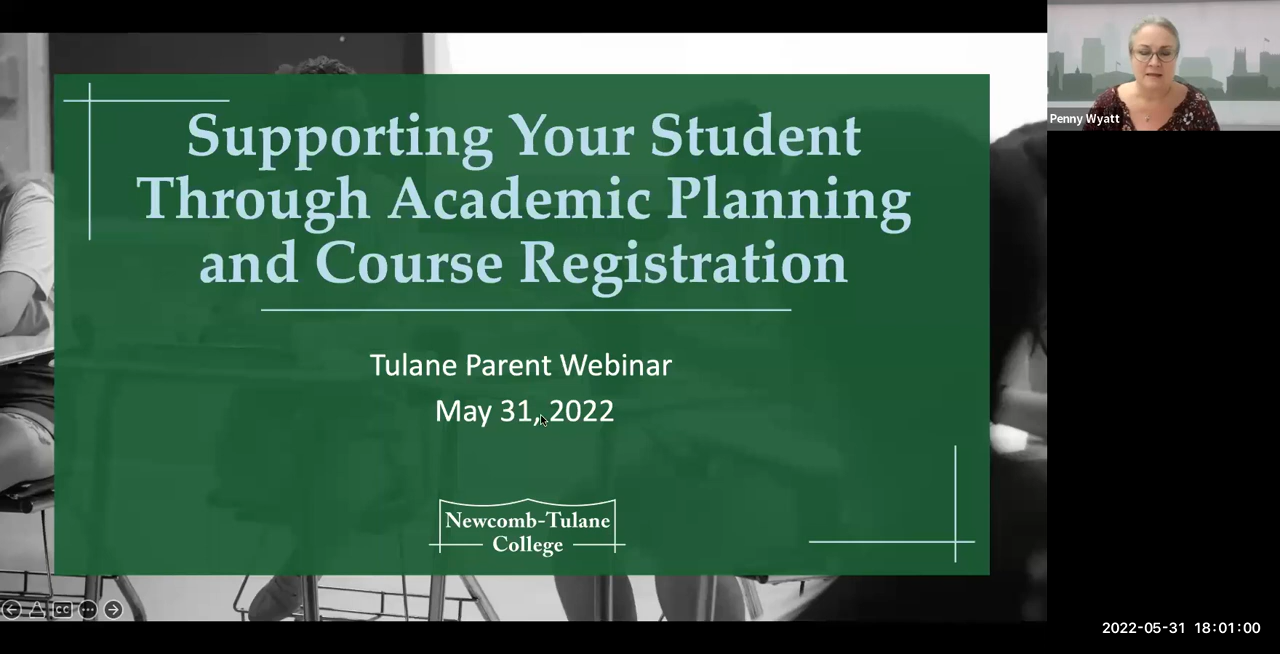 Supporting Your Student
Through Academic Planning
and Course Registration
Tulane Parent Webinar
May 31, 2022
Newcomb-Tulane
College
Penny Wyatt
CC
2022-05-31 18:01:00